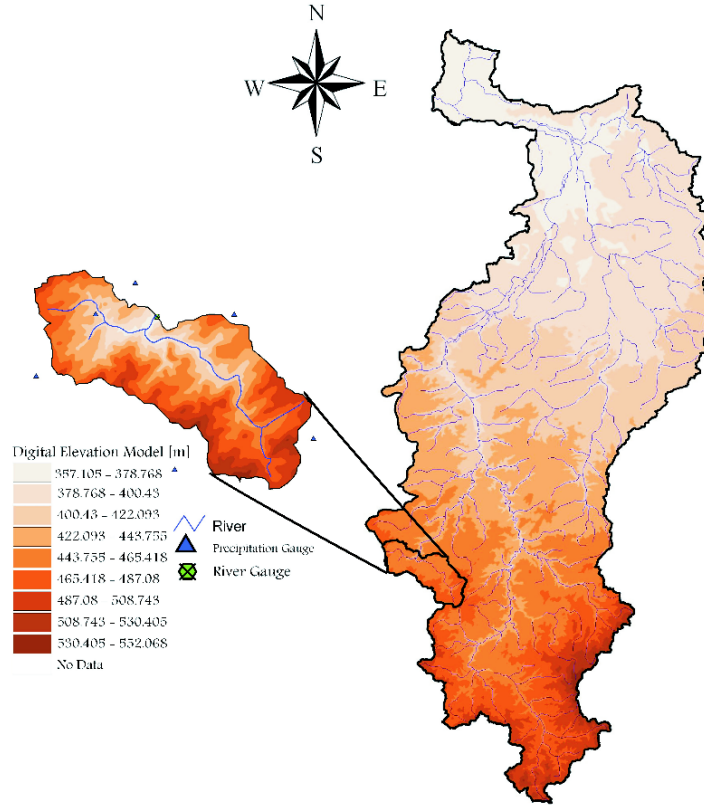 N
W E
S
Digital Elevation Model [m]
357.105 - 378.768
378.768 - 400.43
400.43 - 422.093
422.093 - 443.755
443.755 - 465.418
465.418 - 487.08
487.08 - 508.743
508.743 - 530.405
530.405 - 552.068
No Data
River
Precipitation Gauge
River Gauge